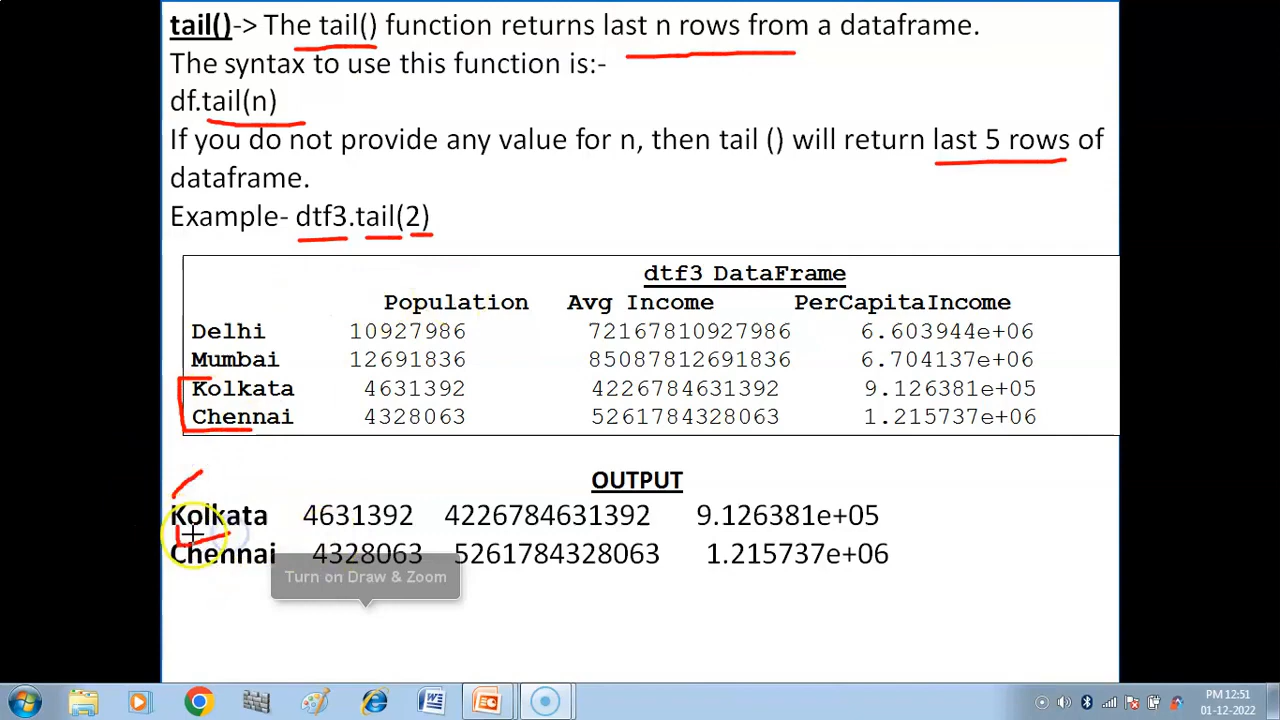 tail()-> The tail() function returns last n rows from a dataframe.
The syntax to use this function is:-
df.tail(n)
If you do not provide any value for n, then tail () will return last 5 rows of
dataframe.
Example- dtf3.tail(2)
dtf3 DataFrame
Population Avg Income PerCapitaIncome
Delhi 10927986 72167810927986 6.603944e+06
Mumbai 12691836 85087812691836 6.704137e+06
Kolkata 4631392 4226784631392 9.126381e+05
Chennai 4328063 5261784328063 1.215737e+06
OUTPUT
Kolkata 4631392 4226784631392 9.126381e+05
Chennai 4328063 5261784328063 1.215737e+06
Turn on Draw & Zoom
PM 12:51
01-12-2022